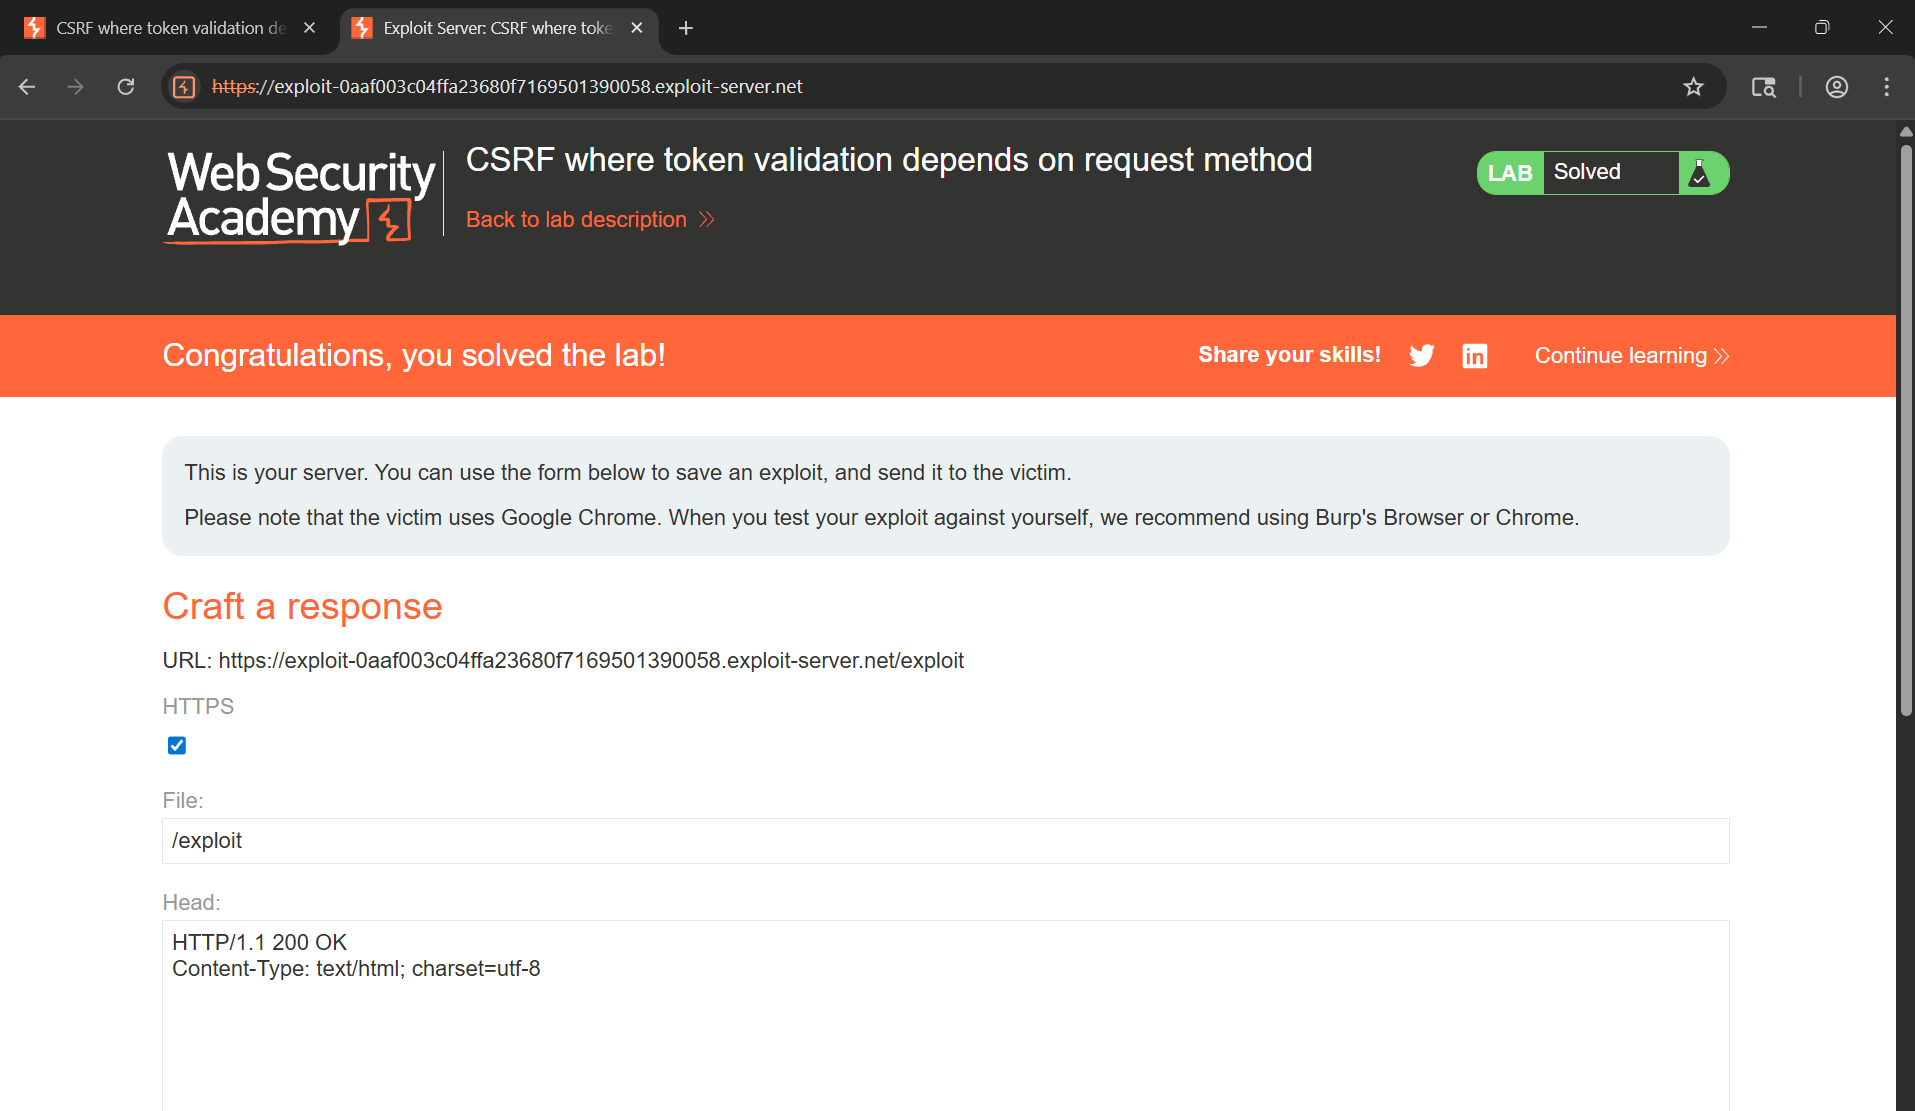 CSRF where token validation de
Exploit Server: CSRF where toke
https://exploit-0aaf003c04ffa23680f7169501390058.exploit-server.net
Web Security
Academy
CSRF where token validation depends on request method
Back to lab description
LAB Solved
Congratulations, you solved the lab!
Share your skills!
in
Continue learning
This is your server. You can use the form below to save an exploit, and send it to the victim.
Please note that the victim uses Google Chrome. When you test your exploit against yourself, we recommend using Burp's Browser or Chrome.
Craft a response
URL: https://exploit-0aaf003c04ffa23680f7169501390058.exploit-server.net/exploit
HTTPS
File:
/exploit
Head:
HTTP/1.1 200 OK
Content-Type: text/html; charset=utf-8